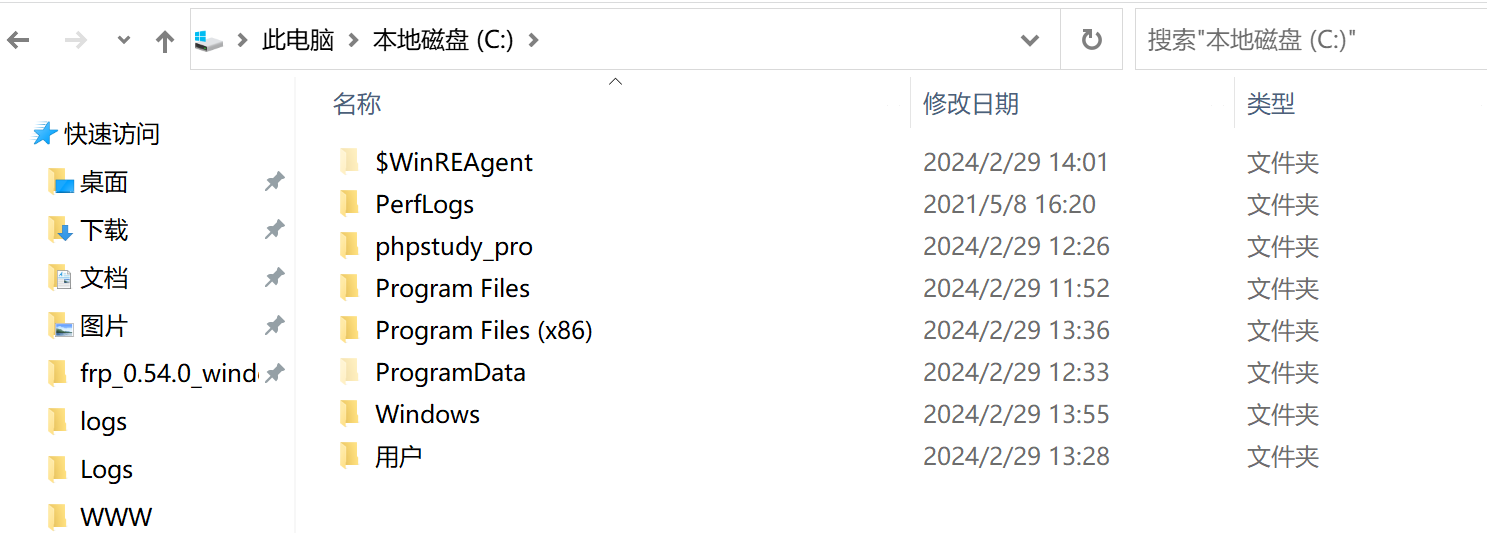 此电脑 本地磁盘 (C:) 搜索"本地磁盘 (C:)"
名称 修改日期 类型
快速访问
桌面
下载
文档
图片
frp_0.54.0_wind
logs
Logs
WWW
$WinREAgent 2024/2/29 14:01 文件夹
PerfLogs 2021/5/8 16:20 文件夹
phpstudy_pro 2024/2/29 12:26 文件夹
Program Files 2024/2/29 11:52 文件夹
Program Files (x86) 2024/2/29 13:36 文件夹
ProgramData 2024/2/29 12:33 文件夹
Windows 2024/2/29 13:55 文件夹
用户 2024/2/29 13:28 文件夹